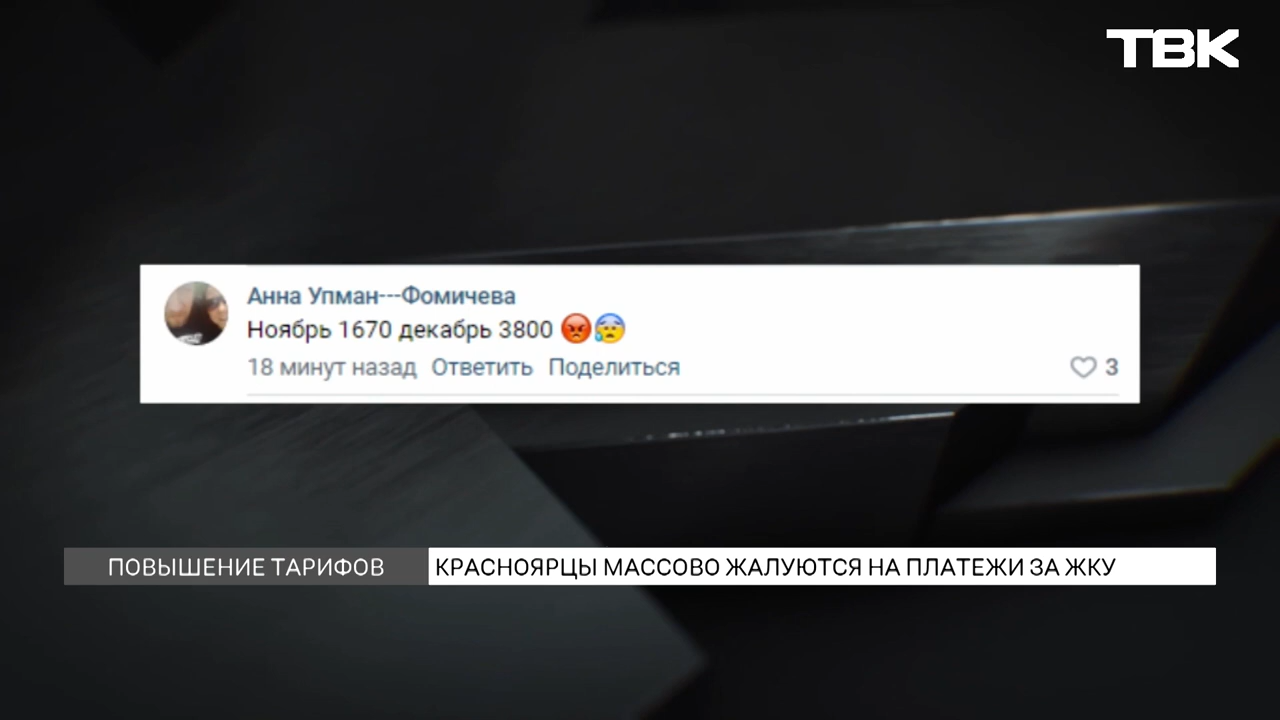 ТВК
Анна Упман---Фомичева
Ноябрь 1670 декабрь 3800 😡😰
18 минут назад Ответить Поделиться 3
ПОВЫШЕНИЕ ТАРИФОВ КРАСНОЯРЦЫ МАССОВО ЖАЛУЮТСЯ НА ПЛАТЕЖИ ЗА ЖКУ